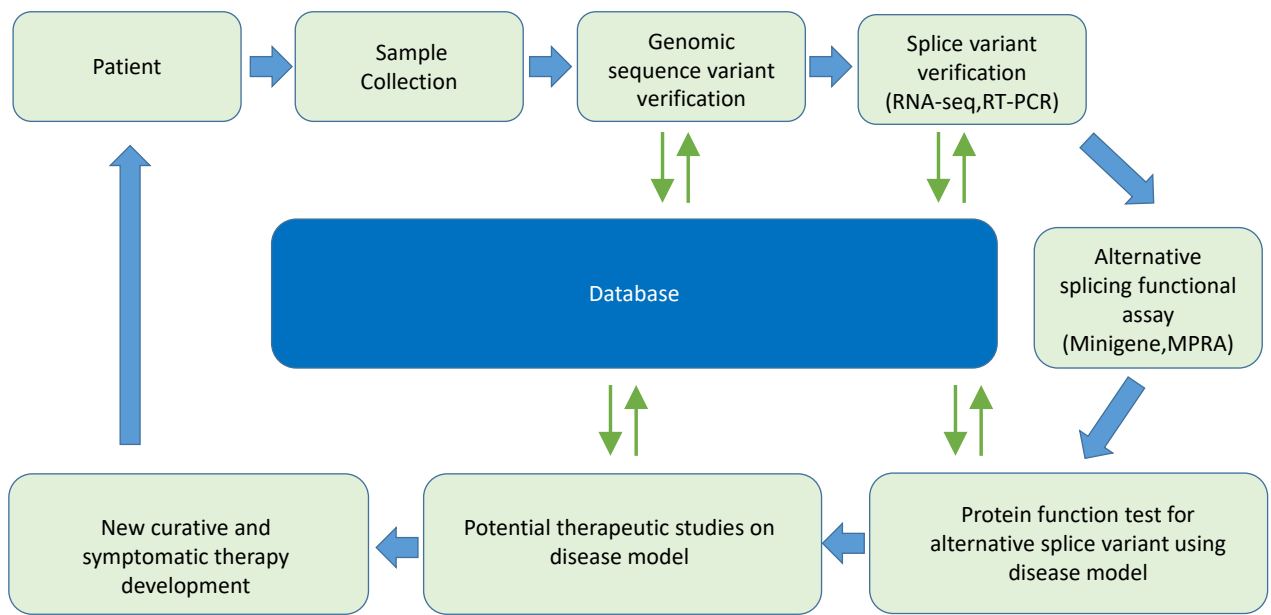 Patient
Sample
Collection
Genomic
sequence variant
verification
Splice variant
verification
(RNA-seq,RT-PCR)
Database
Alternative
splicing functional
assay
(Minigene,MPRA)
New curative and
symptomatic therapy
development
Potential therapeutic studies on
disease model
Protein function test for
alternative splice variant using
disease model